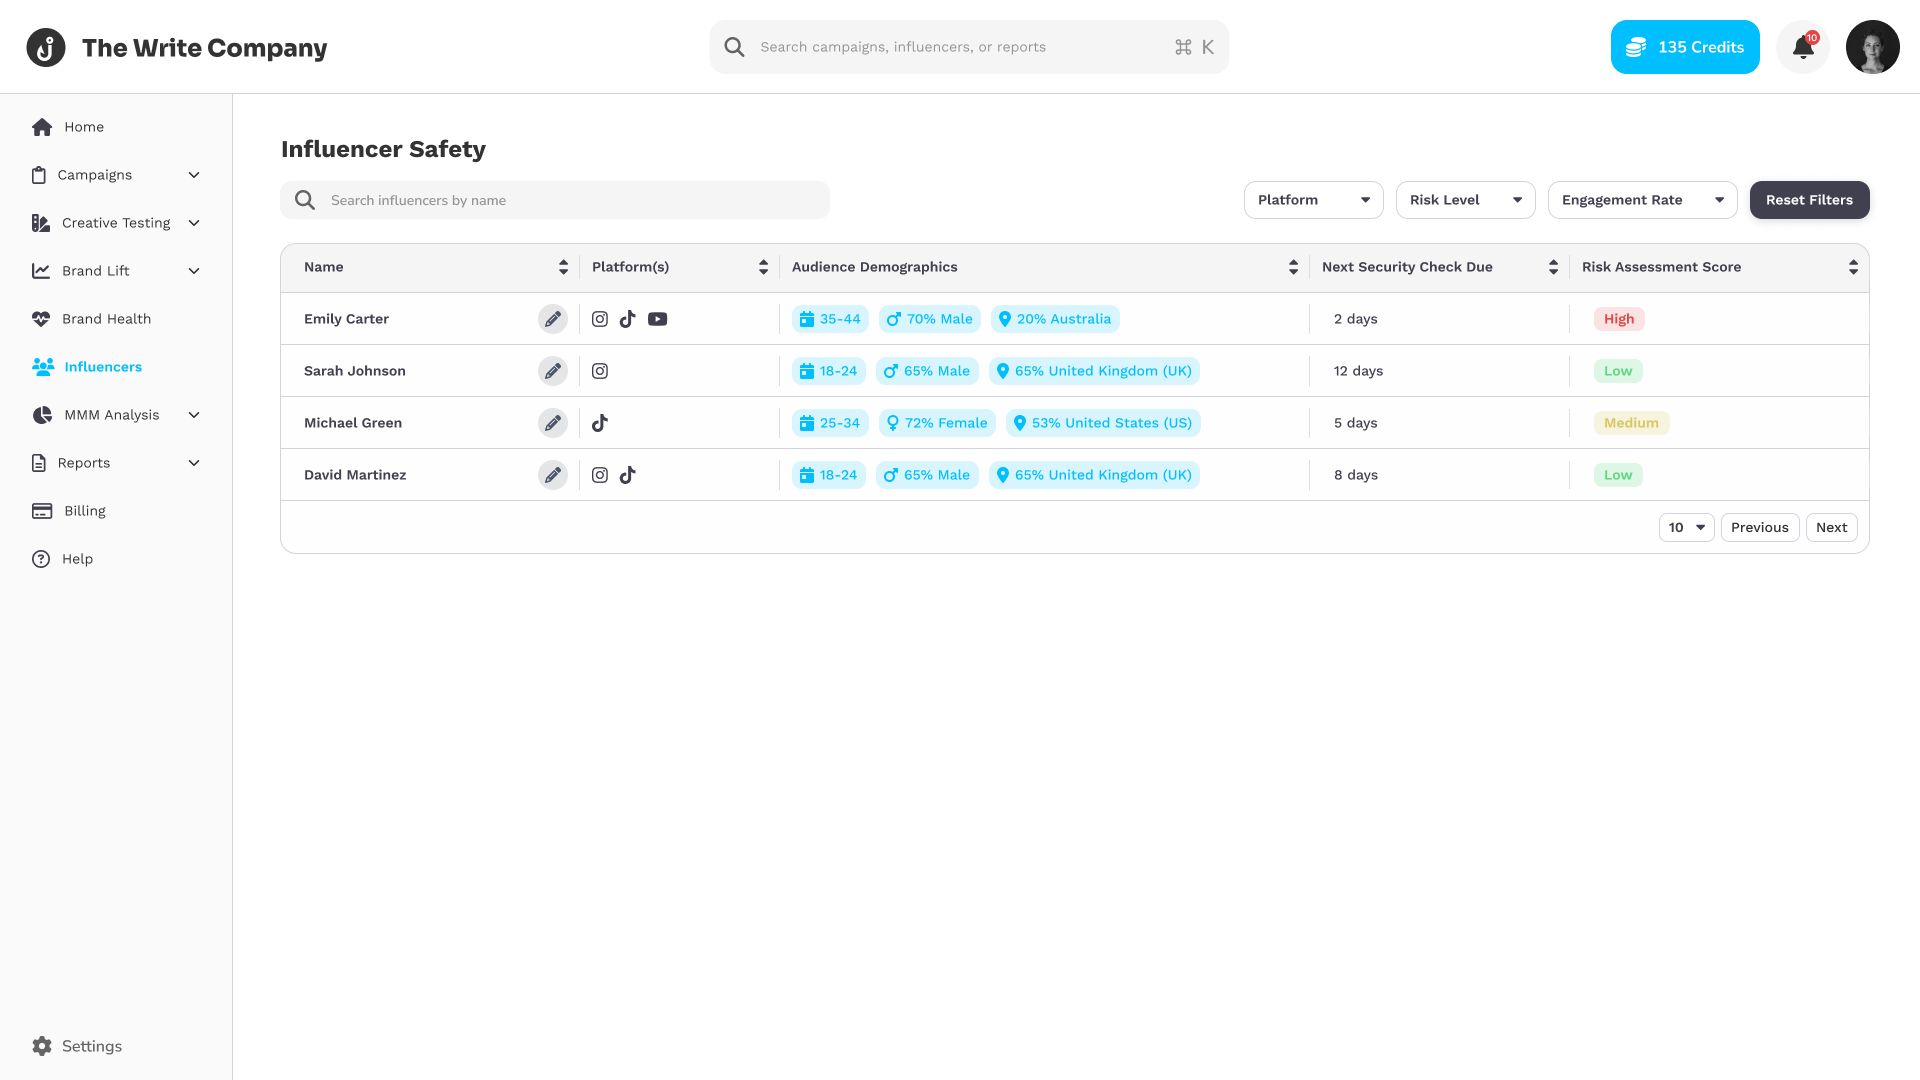 The Write Company
Search campaigns, influencers, or reports
⌘ K
135 Credits
10
Home
Campaigns
Creative Testing
Brand Lift
Brand Health
Influencers
MMM Analysis
Reports
Billing
Help
Settings
Influencer Safety
Search influencers by name
Platform
Risk Level
Engagement Rate
Reset Filters
Name Platform(s) Audience Demographics Next Security Check Due Risk Assessment Score
Emily Carter 35-44 70% Male 20% Australia 2 days High
Sarah Johnson 18-24 65% Male 65% United Kingdom (UK) 12 days Low
Michael Green 25-34 72% Female 53% United States (US) 5 days Medium
David Martinez 18-24 65% Male 65% United Kingdom (UK) 8 days Low
10 Previous Next